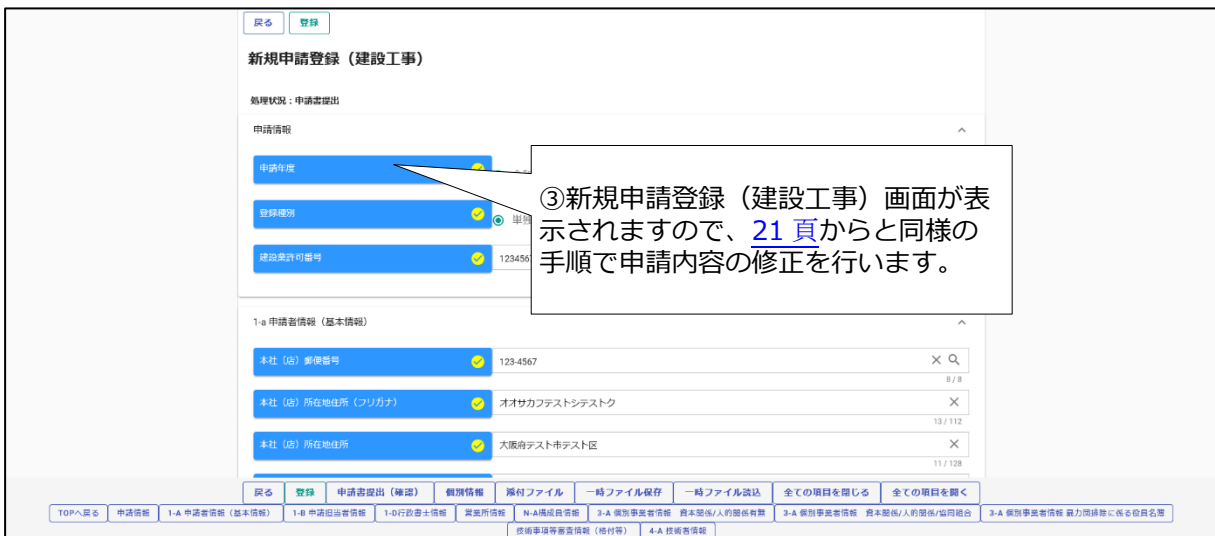 戻る 登録
新規申請登録（建設工事）
処理状況：申請書提出
申請情報
申請年度
登録種別
建設業許可番号 123456
③新規申請登録（建設工事）画面が表
示されますので、21 頁からと同様の
手順で申請内容の修正を行います。
1-a 申請者情報（基本情報）
本社（店）郵便番号 123-4567
8 / 8
本社（店）所在地住所（フリガナ） オオサカフテストシテストク
13 / 112
本社（店）所在地住所 大阪府テスト市テスト区
11 / 128
戻る 登録 申請書提出（確認） 個別情報 添付ファイル 一時ファイル保存 一時ファイル読込 全ての項目を閉じる 全ての項目を開く
TOPへ戻る 申請情報 1-A 申請者情報（基本情報） 1-B 申請担当者情報 1-D行政書士情報 営業所情報 N-A構成員情報 3-A 個別事業者情報 資本関係/人的関係有無 3-A 個別事業者情報 資本関係/人的関係/協同組合 3-A 個別事業者情報 暴力団排除に係る役員名簿
技術事項等審査情報（格付等） 4-A 技術者情報